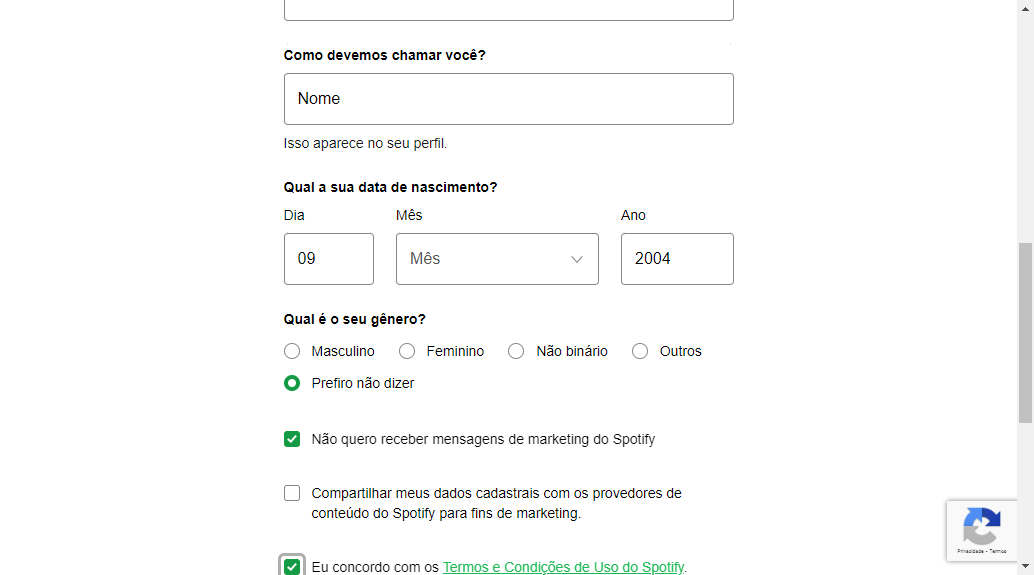 Como devemos chamar você?
Nome
Isso aparece no seu perfil.
Qual a sua data de nascimento?
Dia Mês Ano
09 Mês 2004
Qual é o seu gênero?
Masculino Feminino Não binário Outros
Prefiro não dizer
Não quero receber mensagens de marketing do Spotify
Compartilhar meus dados cadastrais com os provedores de
conteúdo do Spotify para fins de marketing.
Privacidade - Termos
Eu concordo com os Termos e Condições de Uso do Spotify.